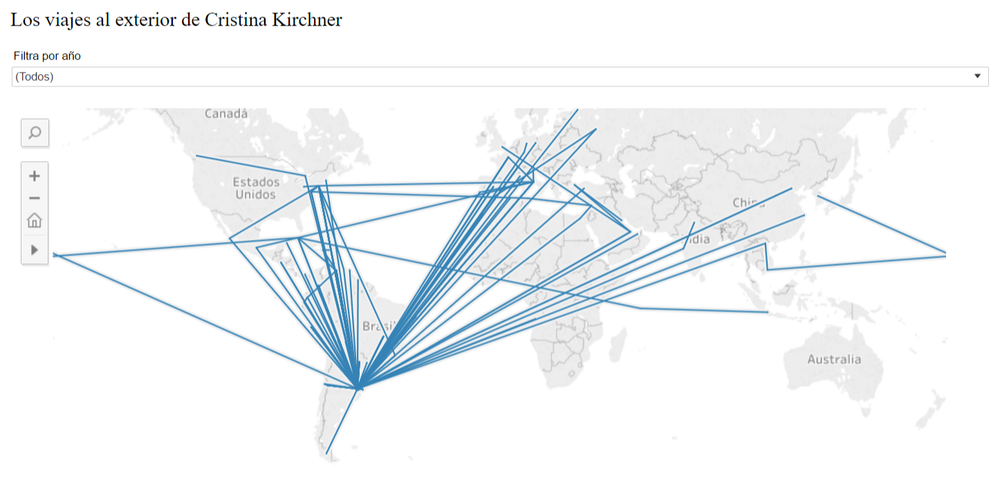 Los viajes al exterior de Cristina Kirchner
Filtra por año
(Todos)
Canadá
Estados
Unidos
Brasil
Australia